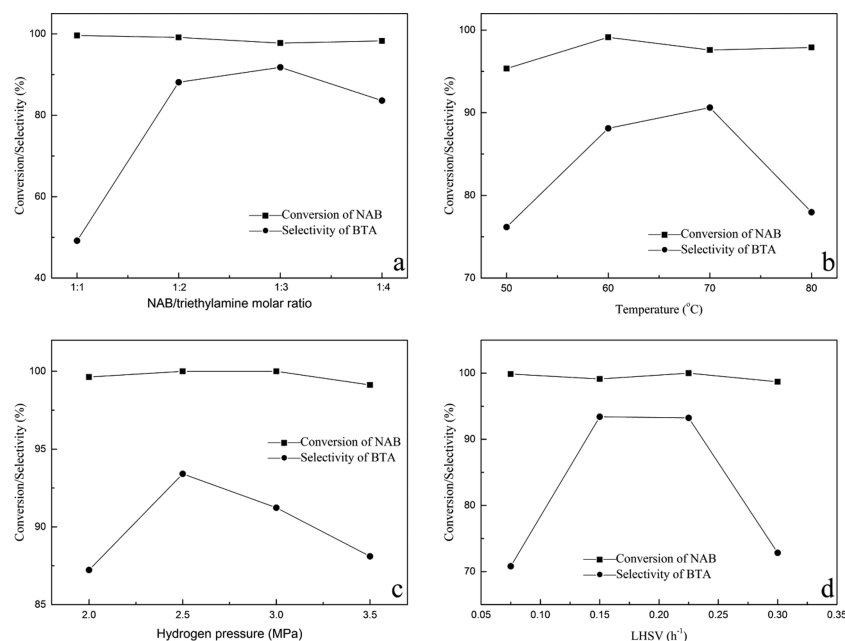 100
80
60
40
Conversion/Selectivity (%)
Conversion of NAB
Selectivity of BTA
a
1:1 1:2 1:3 1:4
NAB/triethylamine molar ratio
100
90
80
70
Conversion/Selectivity (%)
Conversion of NAB
Selectivity of BTA
b
50 60 70 80
Temperature (°C)
100
95
90
85
Conversion/Selectivity (%)
Conversion of NAB
Selectivity of BTA
c
2.0 2.5 3.0 3.5
Hydrogen pressure (MPa)
100
90
80
70
Conversion/Selectivity (%)
Conversion of NAB
Selectivity of BTA
d
0.05 0.10 0.15 0.20 0.25 0.30 0.35
LHSV (h⁻¹)